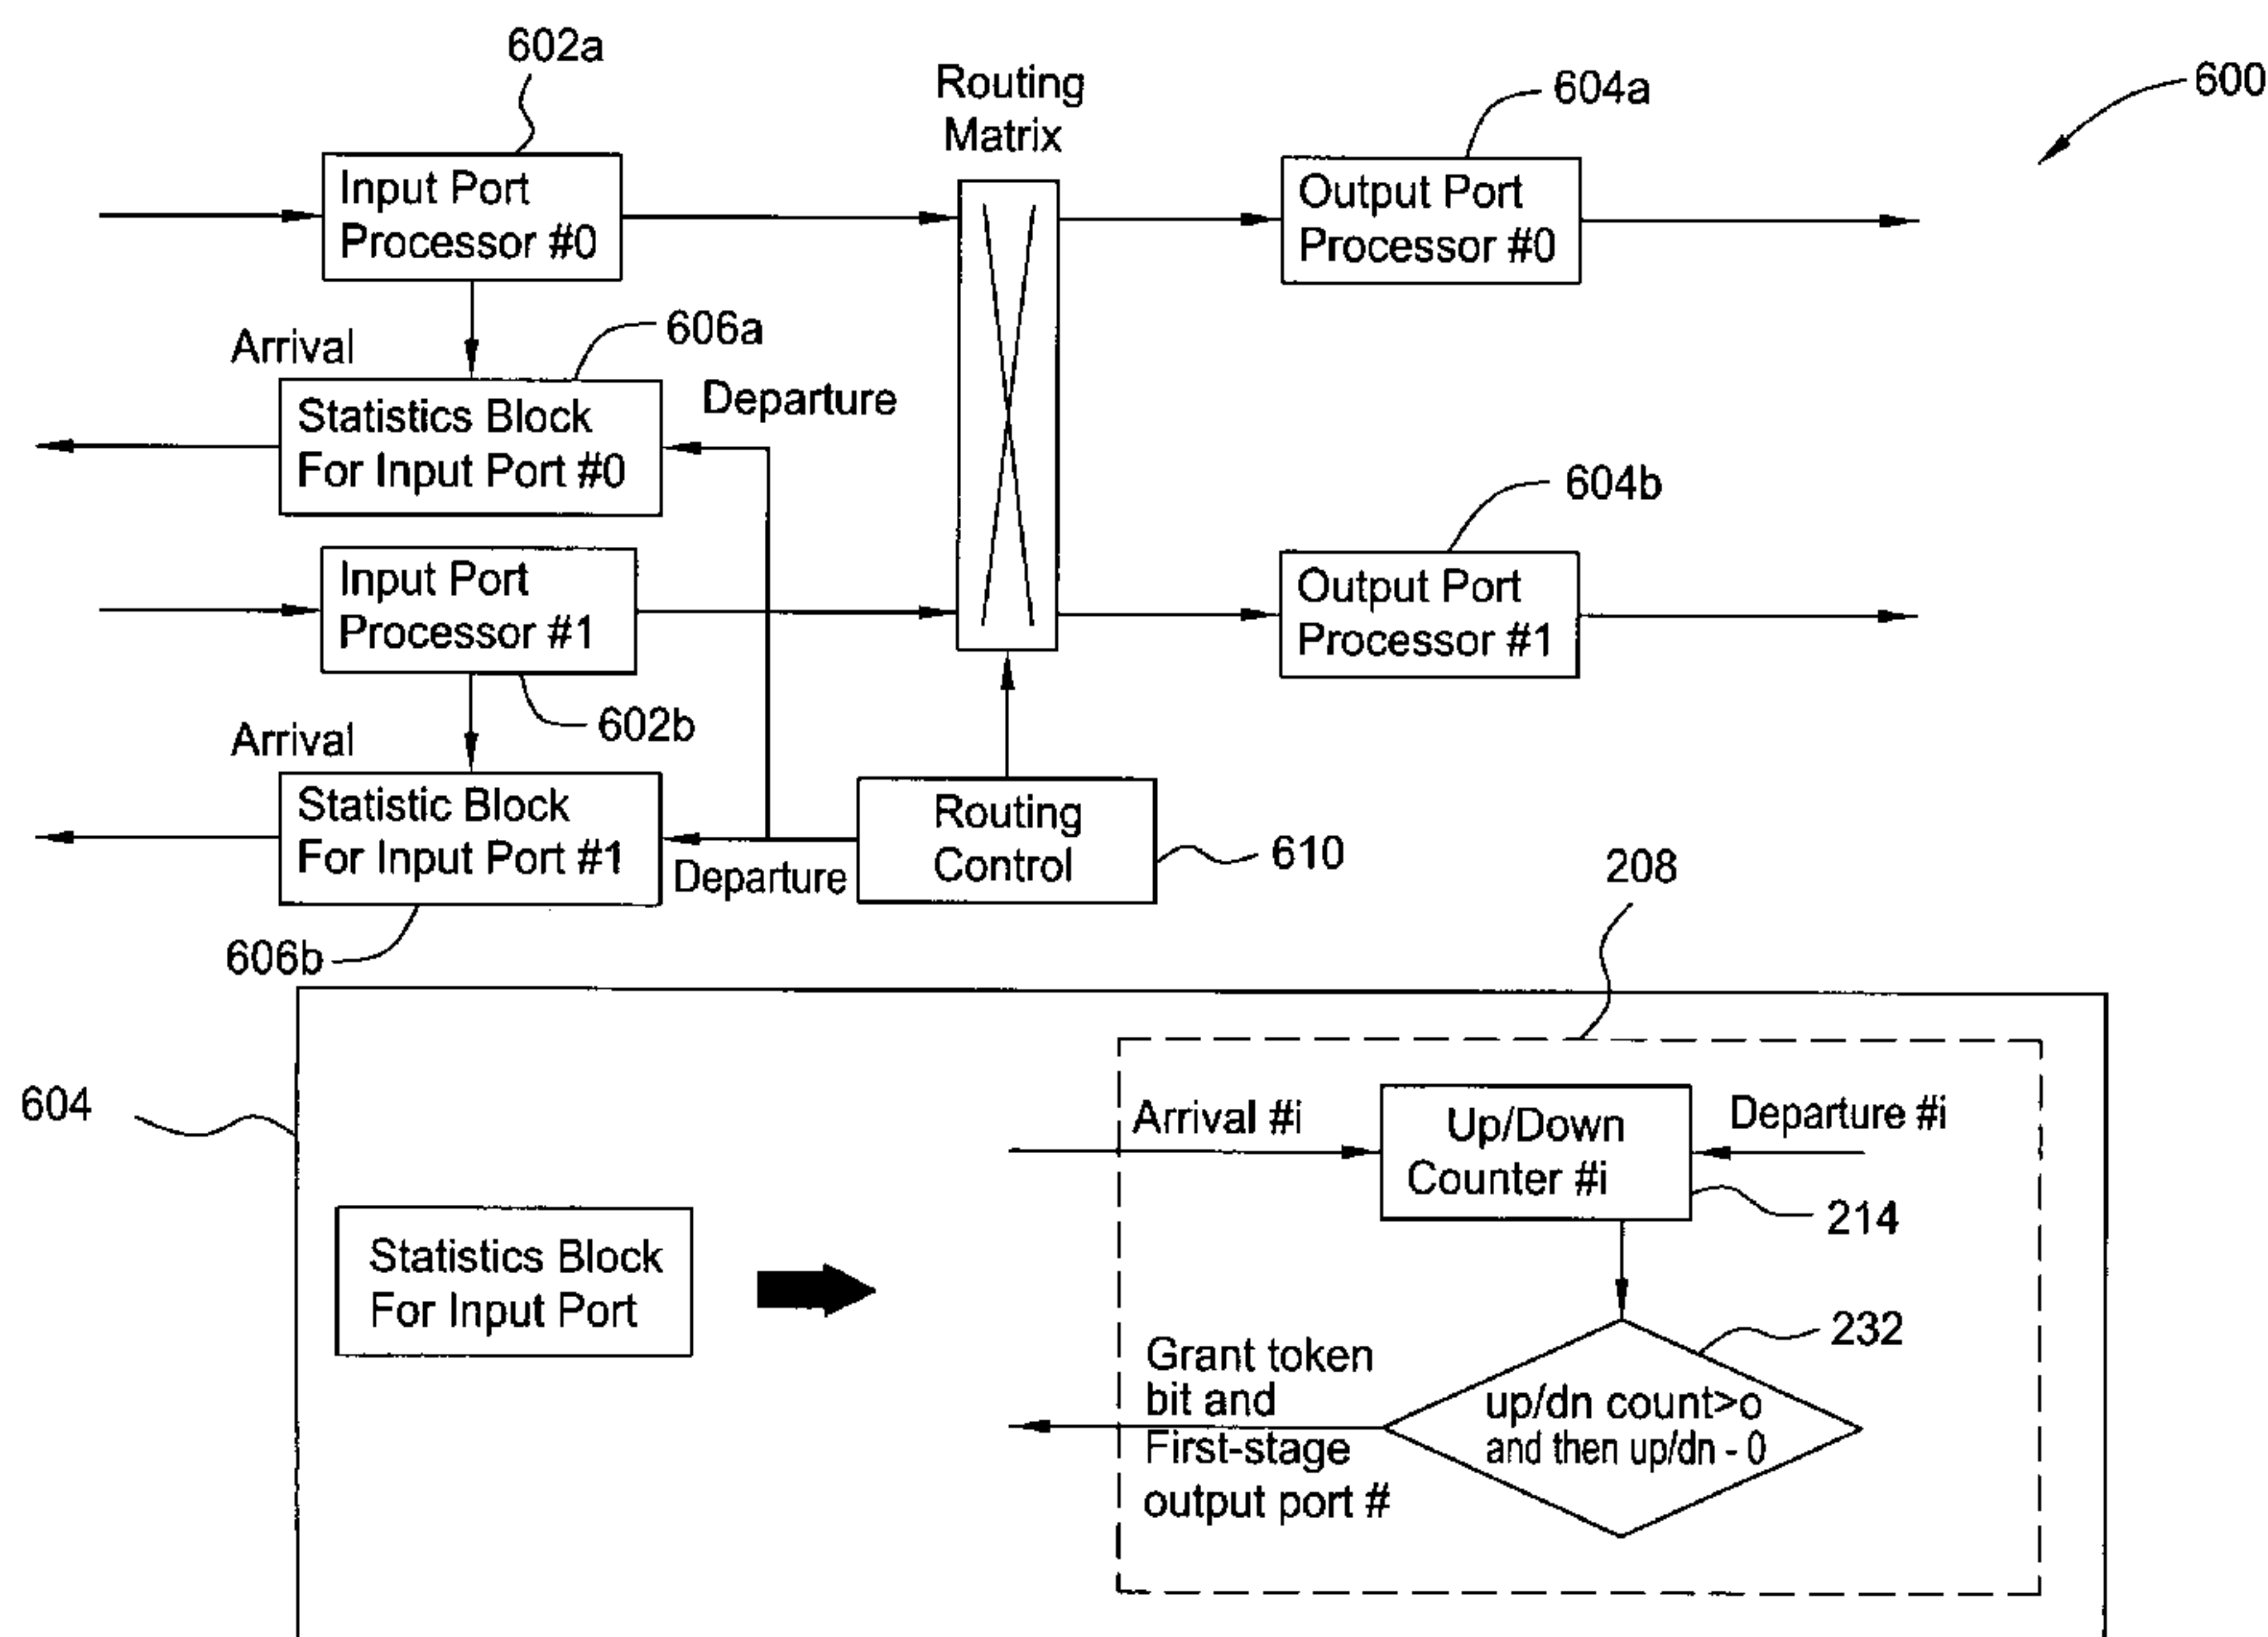 602a
Routing
Matrix
604a
600
Input Port
Processor #0
Output Port
Processor #0
Arrival
606a
Departure
Statistics Block
For Input Port #0
604b
Input Port
Processor #1
Output Port
Processor #1
602b
Arrival
Statistic Block
For Input Port #1
Departure
Routing
Control
610
208
606b
604
Arrival #i
Up/Down
Counter #i
Departure #i
214
Statistics Block
For Input Port
232
Grant token
bit and
First-stage
output port #
up/dn count>o
and then up/dn - 0